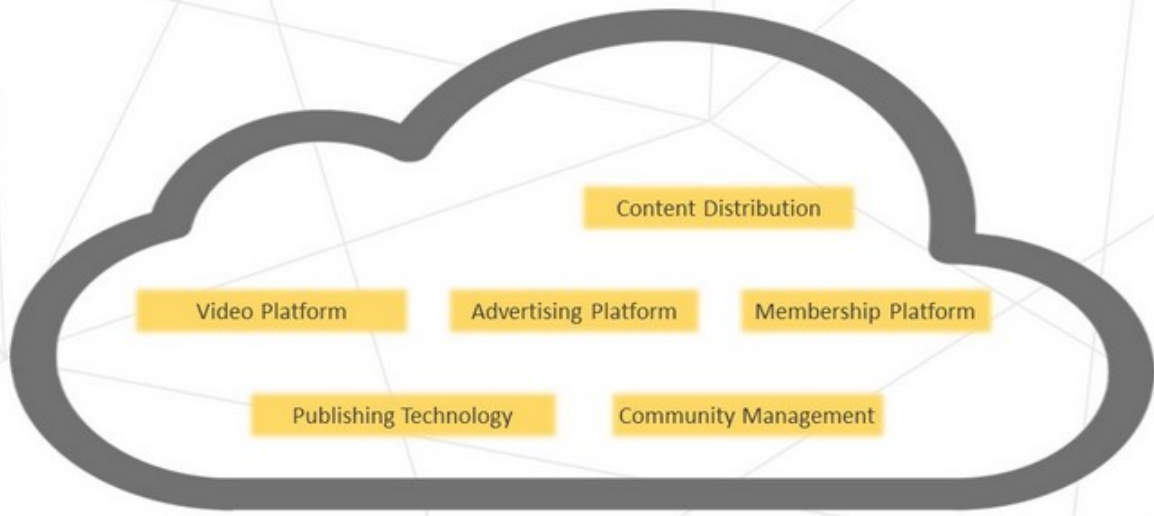 Content Distribution
Video Platform
Advertising Platform
Membership Platform
Publishing Technology
Community Management